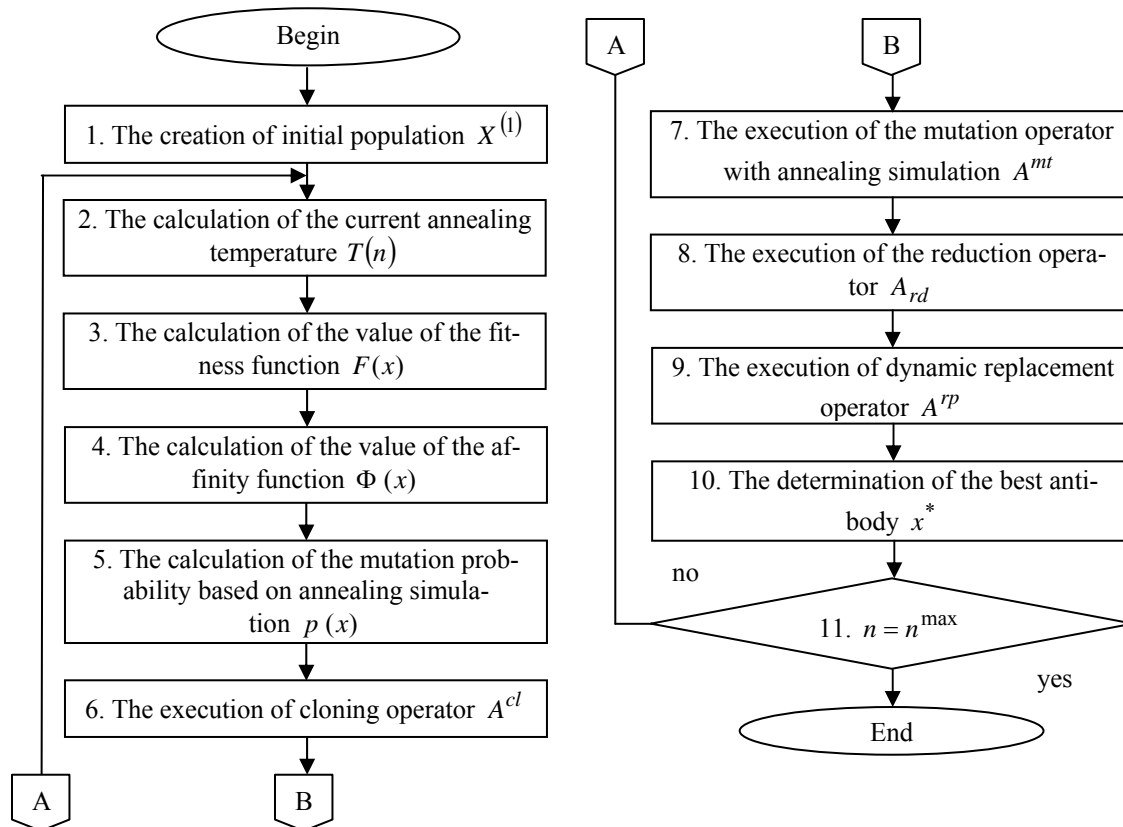 Begin
1. The creation of initial population X^(1)
2. The calculation of the current annealing
temperature T(n)
3. The calculation of the value of the fit-
ness function F(x)
4. The calculation of the value of the af-
finity function Φ (x)
5. The calculation of the mutation prob-
ability based on annealing simula-
tion p (x)
6. The execution of cloning operator A^cl
A
B
A
B
7. The execution of the mutation operator
with annealing simulation A^mt
8. The execution of the reduction opera-
tor A_rd
9. The execution of dynamic replacement
operator A^rp
10. The determination of the best anti-
body x^*
no
11. n = n^max
yes
End